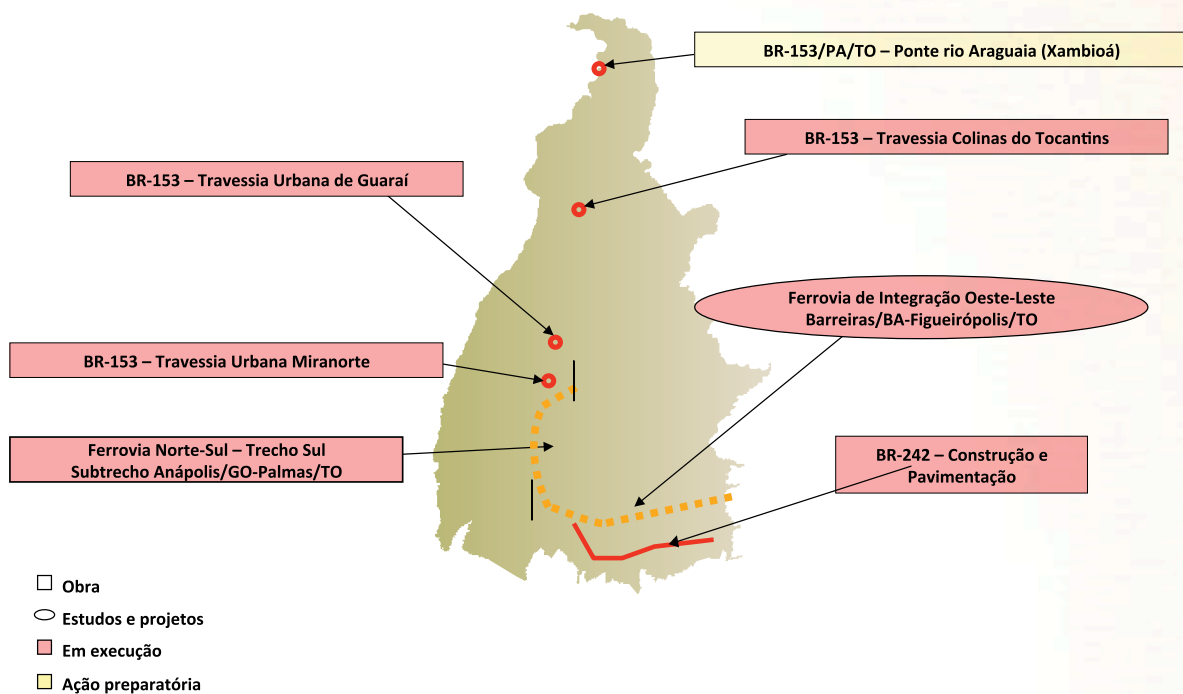 BR-153/PA/TO – Ponte rio Araguaia (Xambioá)
BR-153 – Travessia Colinas do Tocantins
BR-153 – Travessia Urbana de Guaraí
Ferrovia de Integração Oeste-Leste
Barreiras/BA-Figueirópolis/TO
BR-153 – Travessia Urbana Miranorte
Ferrovia Norte-Sul – Trecho Sul
Subtrecho Anápolis/GO-Palmas/TO
BR-242 – Construção e
Pavimentação
Obra
Estudos e projetos
Em execução
Ação preparatória